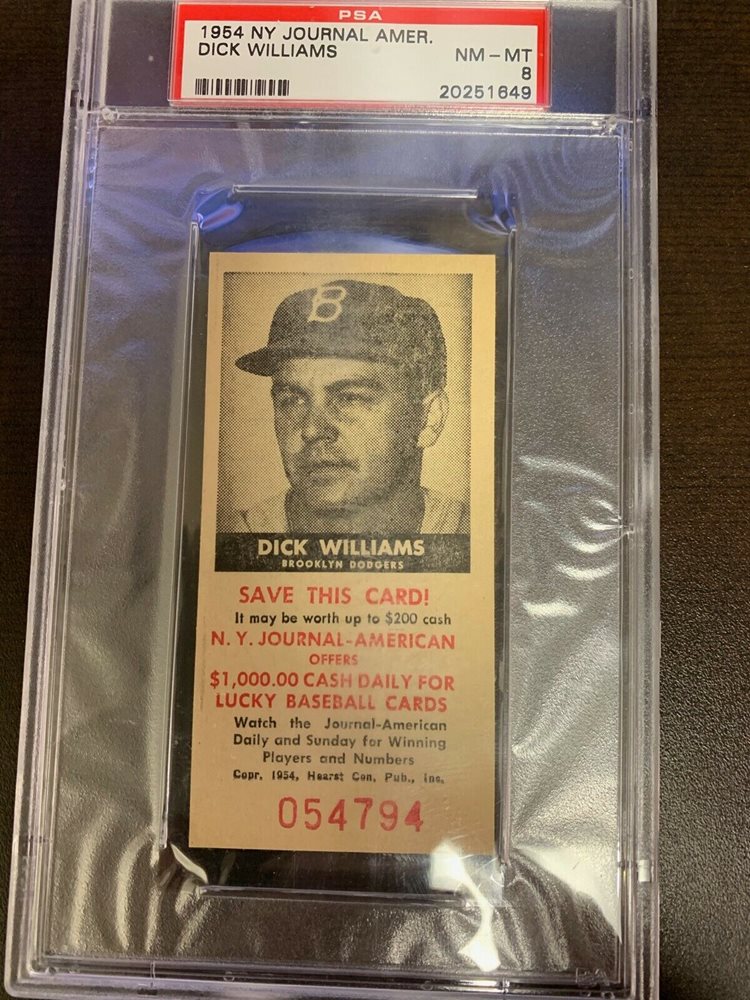 PSA
1954 NY JOURNAL AMER.
DICK WILLIAMS
NM-MT
8
20251649
B
DICK WILLIAMS
BROOKLYN DODGERS
SAVE THIS CARD!
It may be worth up to $200 cash
N. Y. JOURNAL-AMERICAN
OFFERS
$1,000.00 CASH DAILY FOR
LUCKY BASEBALL CARDS
Watch the Journal-American
Daily and Sunday for Winning
Players and Numbers
Copr. 1954, Hearst Con. Pub., Inc.
054794